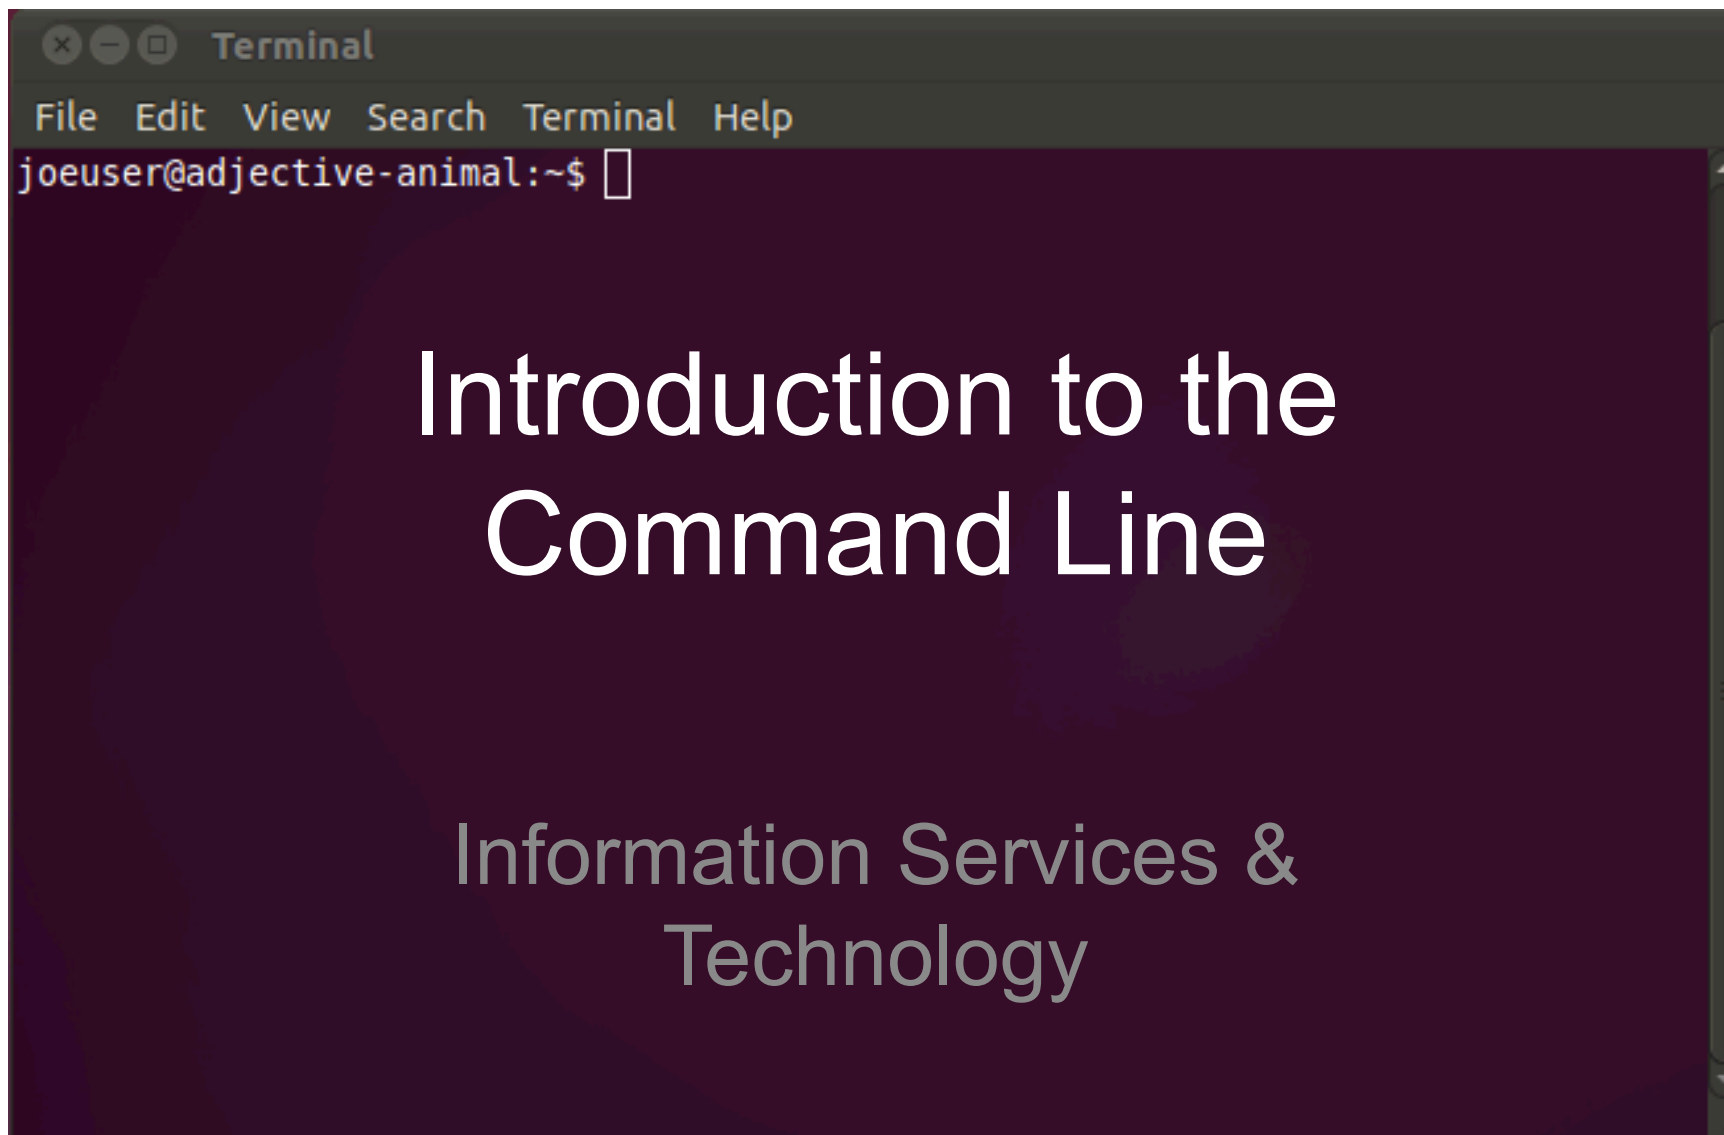 Terminal
File Edit View Search Terminal Help
joeuser@adjective-animal:~$
Introduction to the
Command Line
Information Services &
Technology